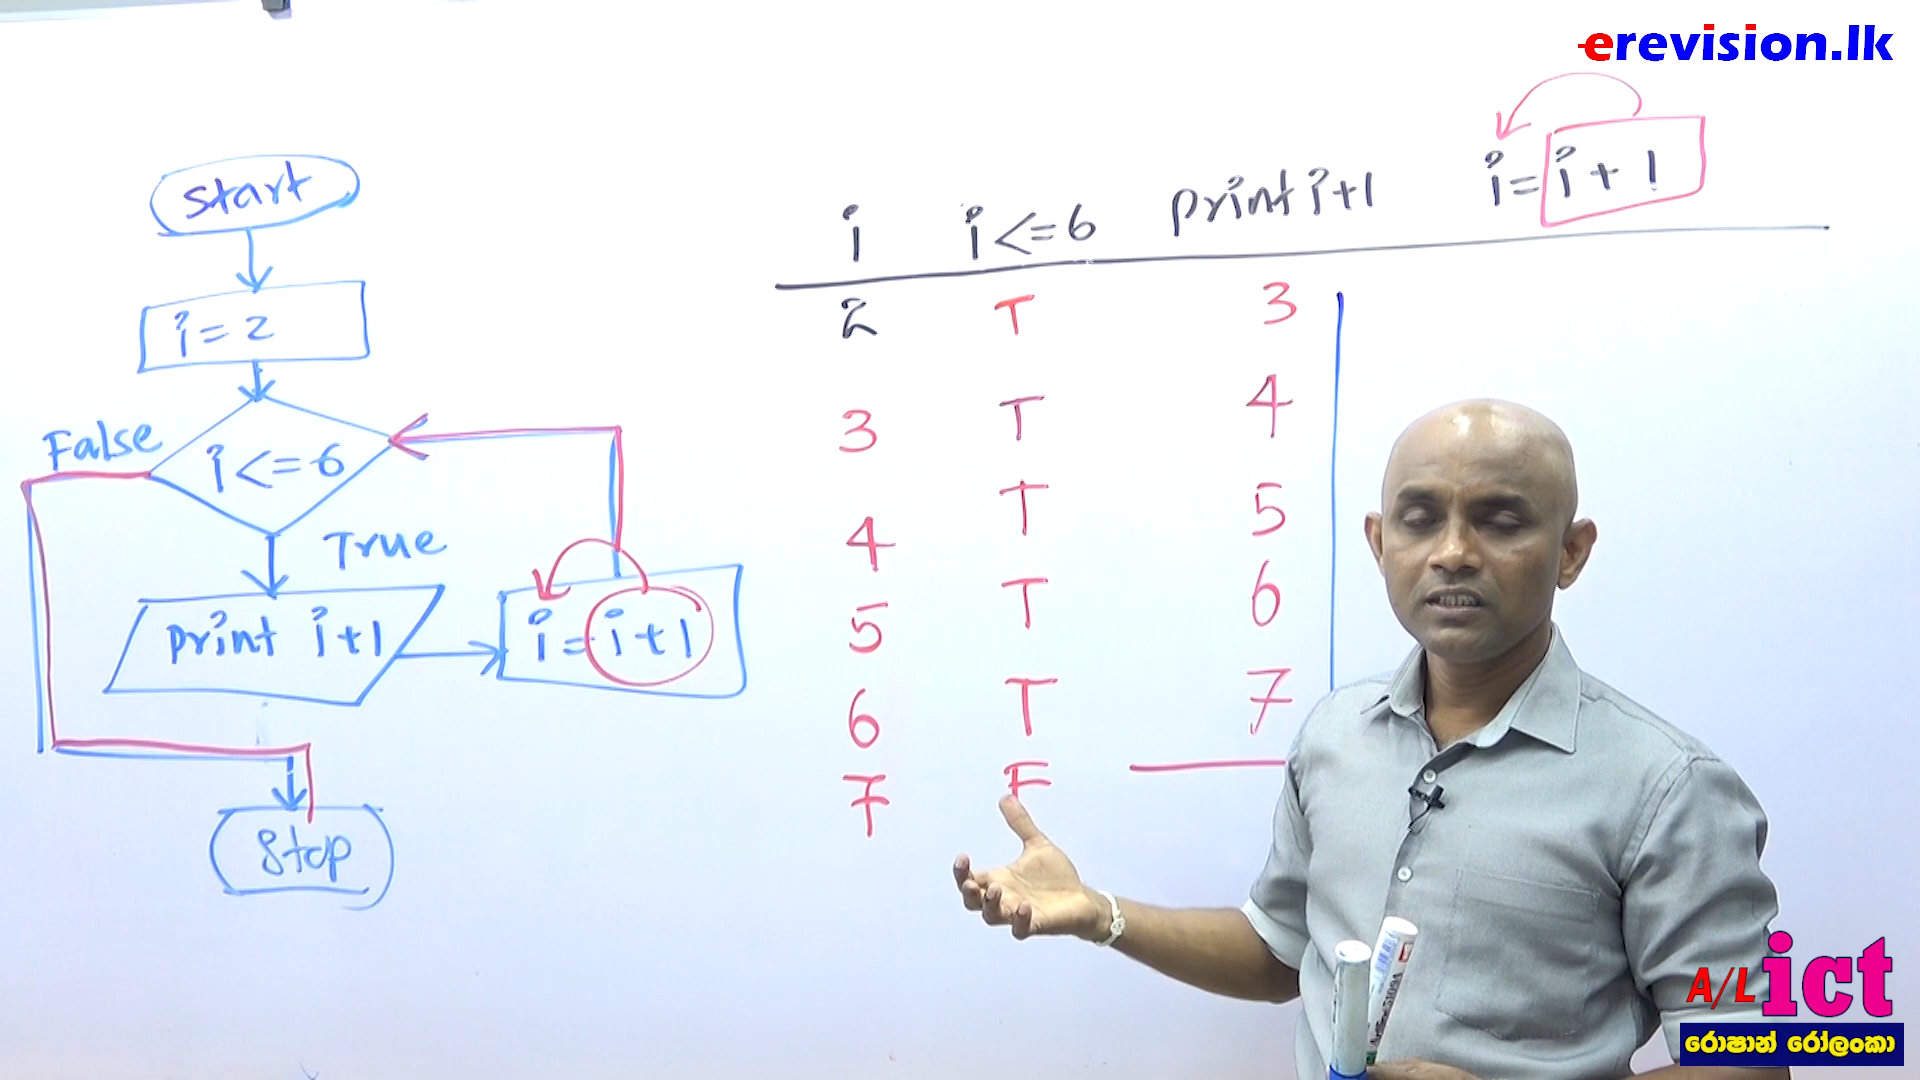 erevision.lk
start
i=2
False
i<=6
True
print i+1
i=i+1
Stop
i i<=6 print i+1 i=i+1
2 T 3
3 T 4
4 T 5
5 T 6
6 T 7
7 F
A/L ict
රොෂාන් රෝලංකා